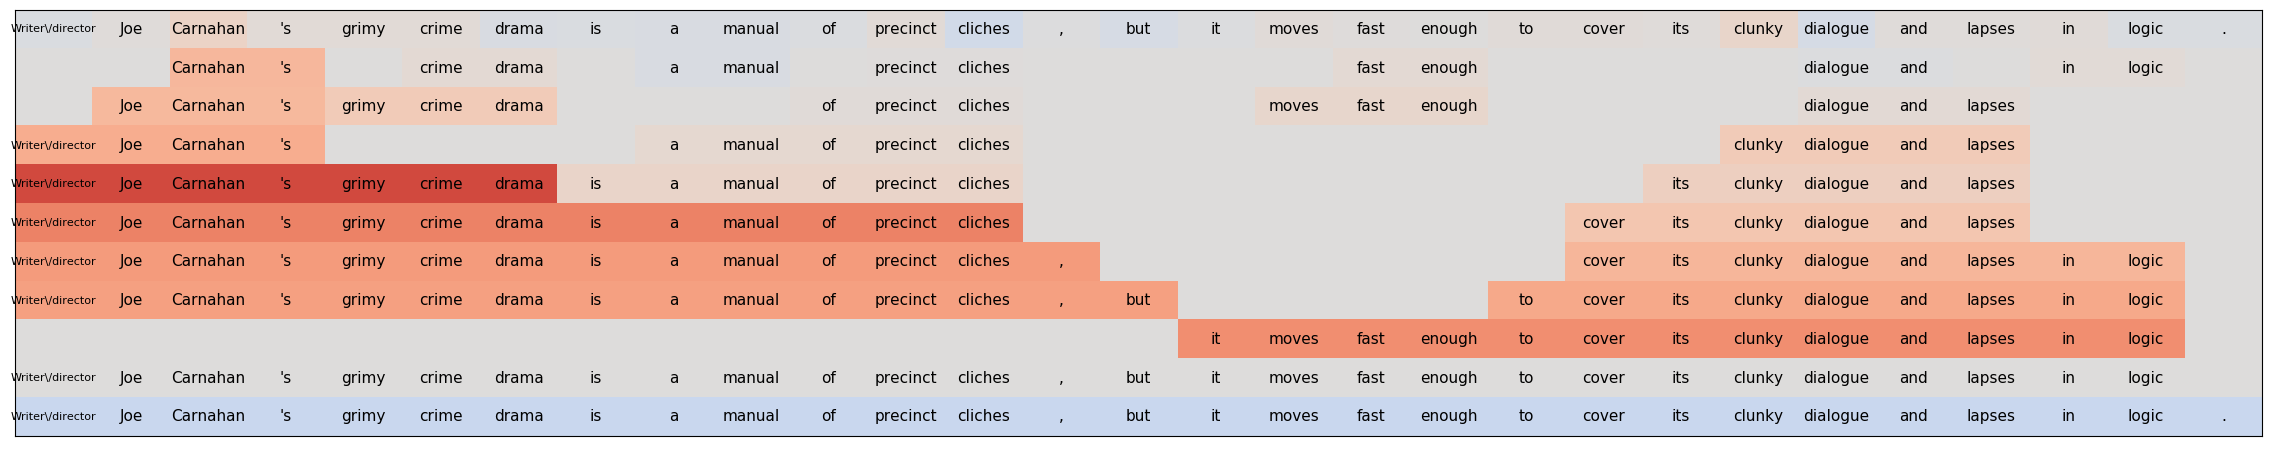 Writer\/director Joe Carnahan 's grimy crime drama is a manual of precinct cliches , but it moves fast enough to cover its clunky dialogue and lapses in logic .
Carnahan 's crime drama a manual precinct cliches fast enough dialogue and in logic
Joe Carnahan 's grimy crime drama of precinct cliches moves fast enough dialogue and lapses
Writer\/director Joe Carnahan 's a manual of precinct cliches clunky dialogue and lapses
Writer\/director Joe Carnahan 's grimy crime drama is a manual of precinct cliches its clunky dialogue and lapses
Writer\/director Joe Carnahan 's grimy crime drama is a manual of precinct cliches cover its clunky dialogue and lapses
Writer\/director Joe Carnahan 's grimy crime drama is a manual of precinct cliches , cover its clunky dialogue and lapses in logic
Writer\/director Joe Carnahan 's grimy crime drama is a manual of precinct cliches , but to cover its clunky dialogue and lapses in logic
it moves fast enough to cover its clunky dialogue and lapses in logic
Writer\/director Joe Carnahan 's grimy crime drama is a manual of precinct cliches , but it moves fast enough to cover its clunky dialogue and lapses in logic
Writer\/director Joe Carnahan 's grimy crime drama is a manual of precinct cliches , but it moves fast enough to cover its clunky dialogue and lapses in logic .